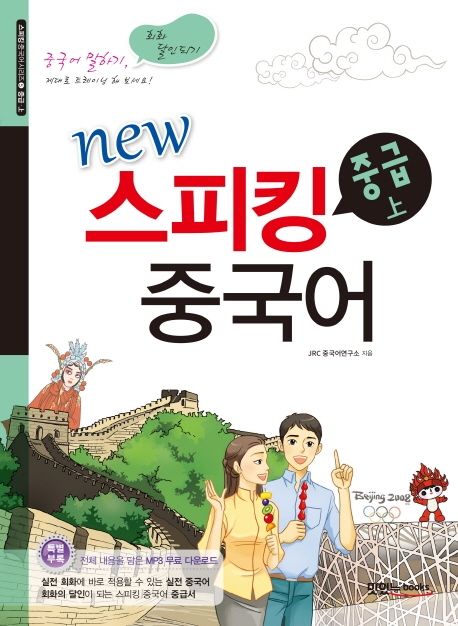 스피킹 중국어 시리즈 5 중급·上
중국어 말하기,
제대로 트레이닝 해 보세요!
회화
달인되기
new
스피킹
중국어
중급
上
JRC 중국어연구소 지음
Beijing 2008
특별
부록
전체 내용을 담은 MP3 무료 다운로드
실전 회화에 바로 적용할 수 있는 실전 중국어
회화의 달인이 되는 스피킹 중국어 중급서
맛있는 books